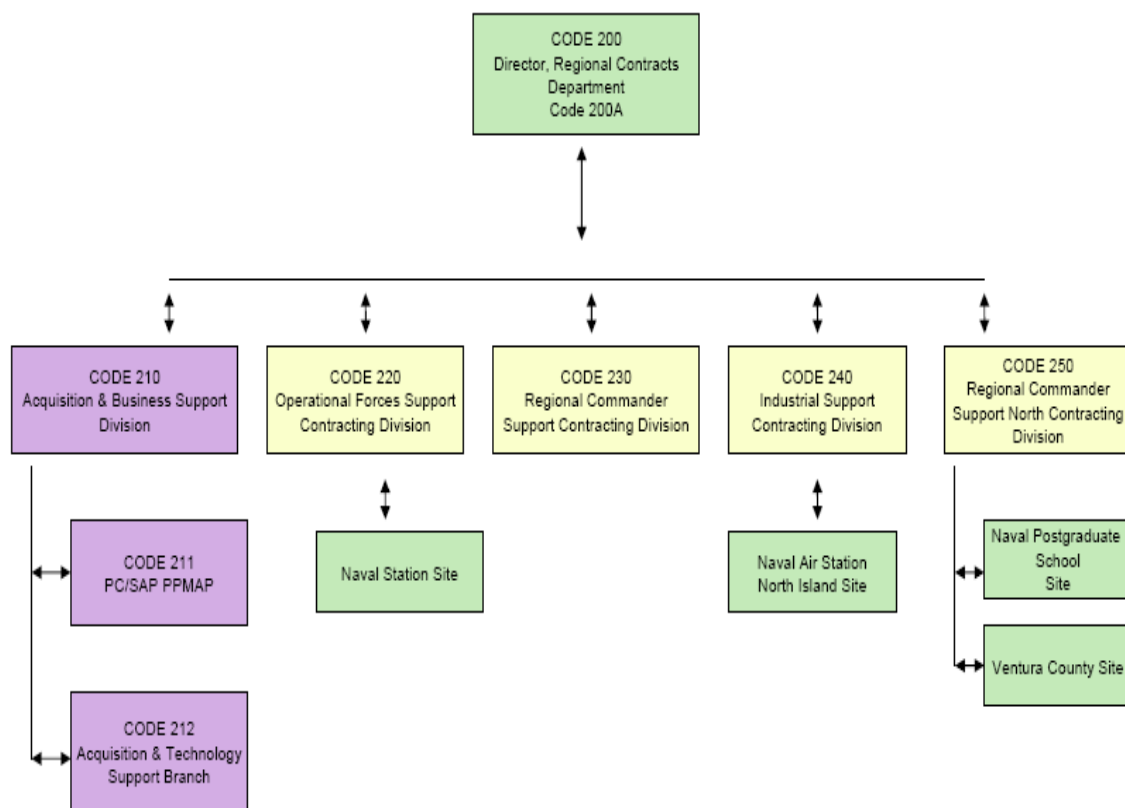 CODE 200
Director, Regional Contracts
Department
Code 200A
CODE 210
Acquisition & Business Support
Division
CODE 220
Operational Forces Support
Contracting Division
CODE 230
Regional Commander
Support Contracting Division
CODE 240
Industrial Support
Contracting Division
CODE 250
Regional Commander
Support North Contracting
Division
CODE 211
PC/SAP PPMAP
Naval Station Site
Naval Air Station
North Island Site
Naval Postgraduate
School
Site
Ventura County Site
CODE 212
Acquisition & Technology
Support Branch